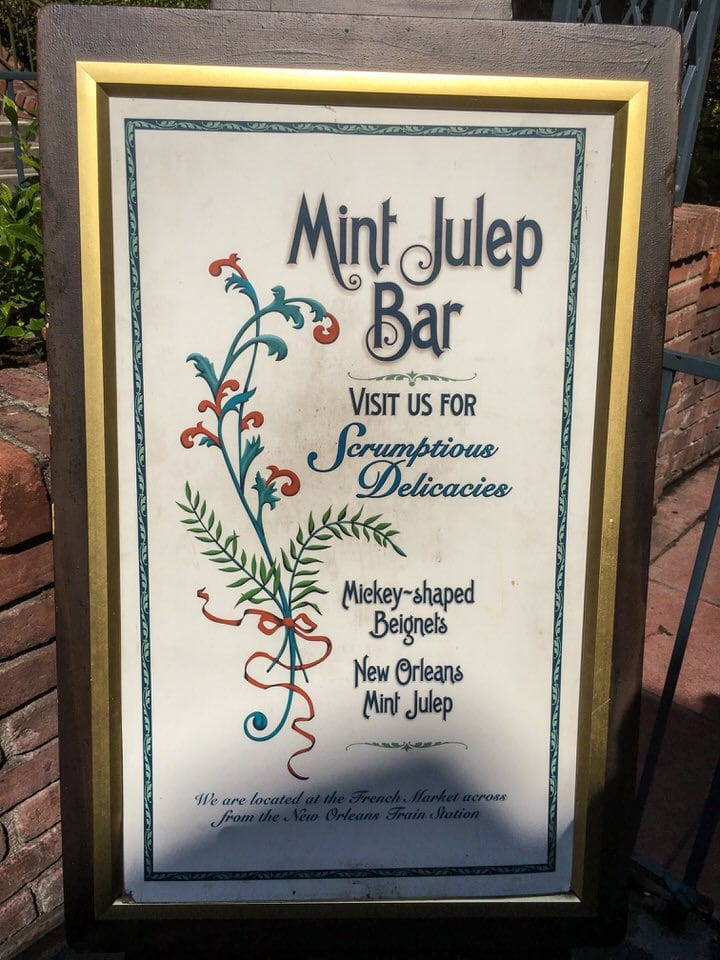 Mint Julep
Bar
Visit us for
Scrumptious
Delicacies
Mickey~shaped
Beignets
New Orleans
Mint Julep
We are located at the French Market across
from the New Orleans Train Station